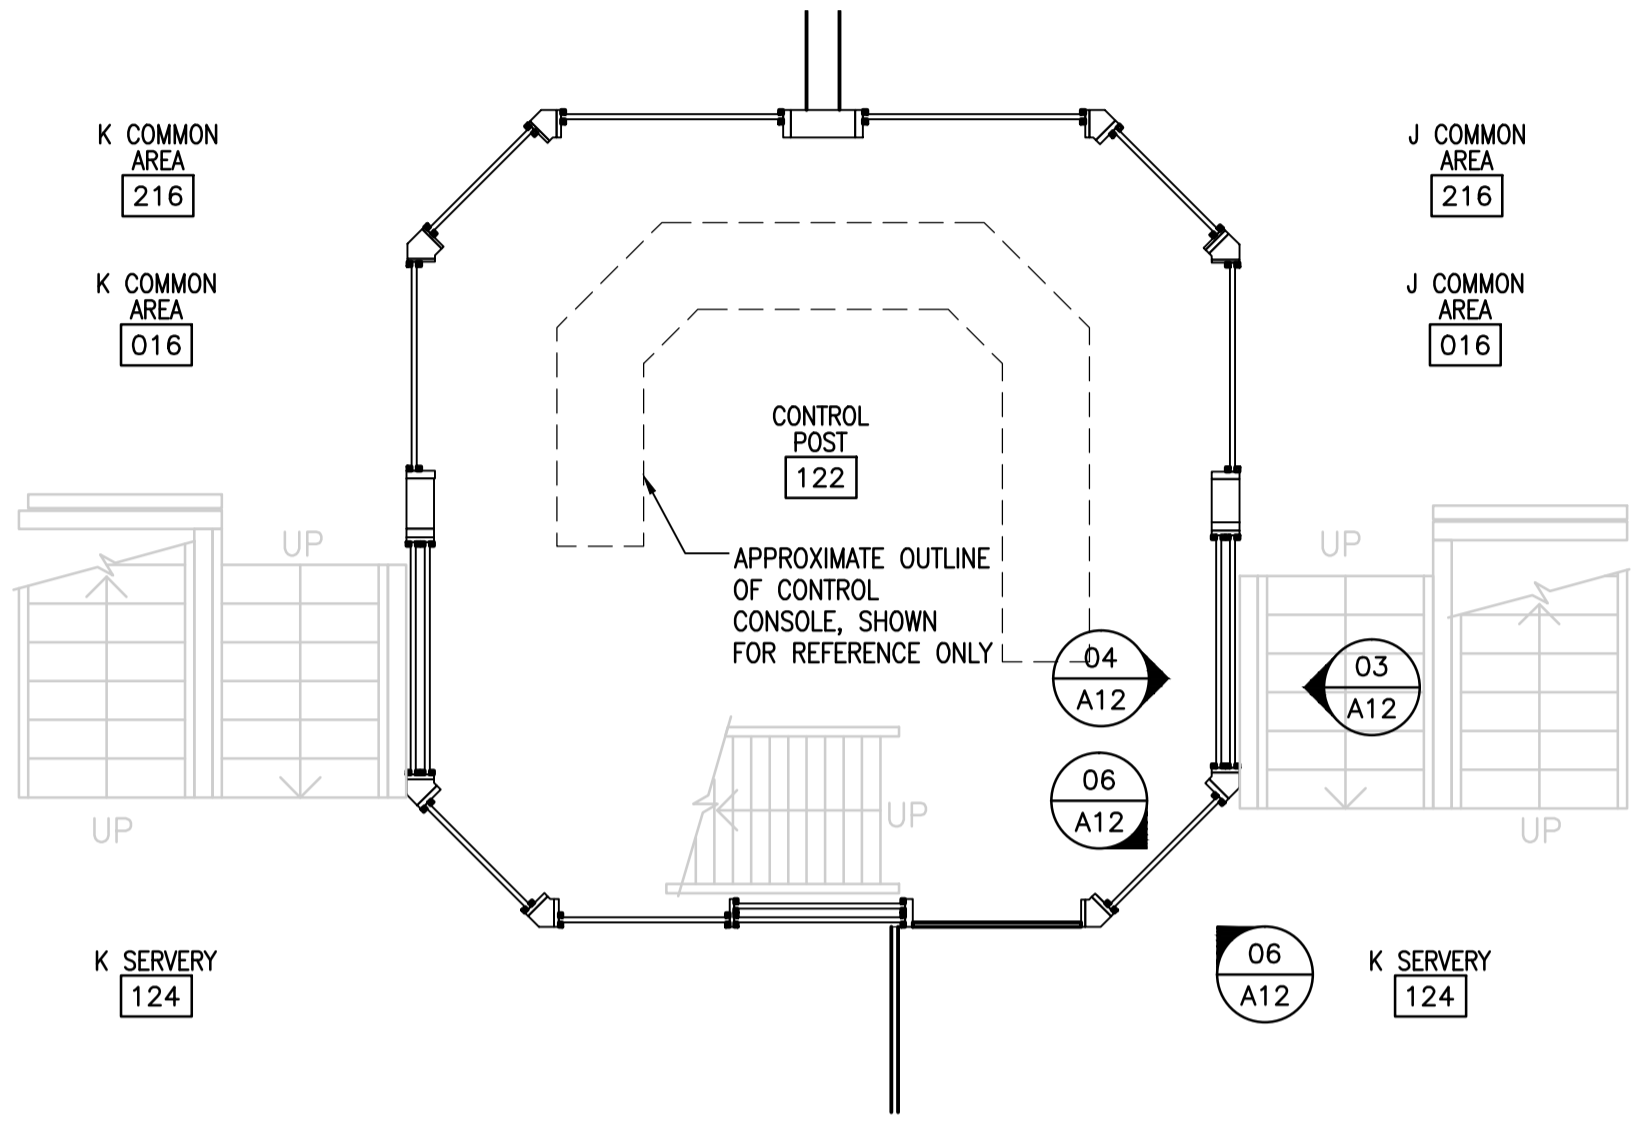 K COMMON
AREA
216
J COMMON
AREA
216
K COMMON
AREA
016
J COMMON
AREA
016
CONTROL
POST
122
UP
UP
APPROXIMATE OUTLINE
OF CONTROL
CONSOLE, SHOWN
FOR REFERENCE ONLY
04
A12
03
A12
06
A12
UP
UP
UP
K SERVERY
124
06
A12
K SERVERY
124